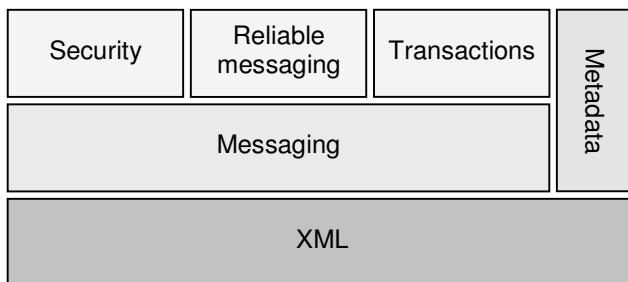 Security
Reliable
messaging
Transactions
Metadata
Messaging
XML